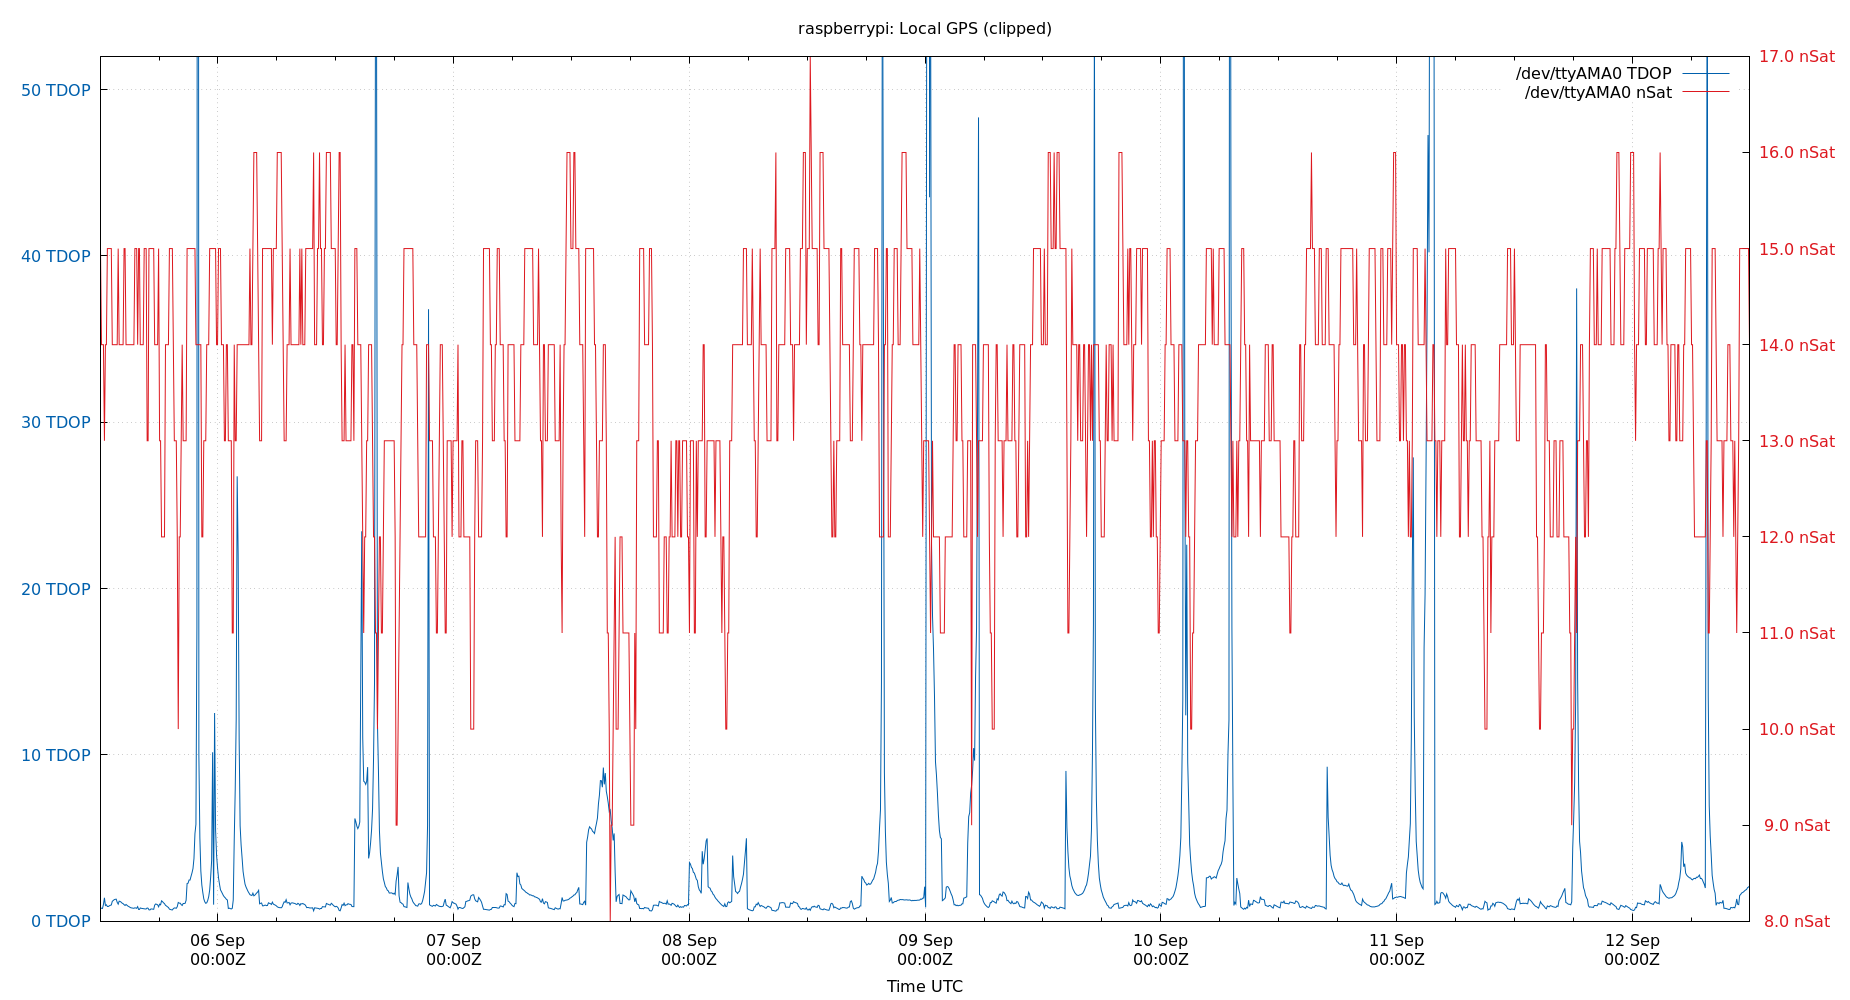 raspberrypi: Local GPS (clipped)
17.0 nSat
50 TDOP
/dev/ttyAMA0 TDOP
/dev/ttyAMA0 nSat
16.0 nSat
40 TDOP
15.0 nSat
14.0 nSat
30 TDOP
13.0 nSat
12.0 nSat
20 TDOP
11.0 nSat
10 TDOP
10.0 nSat
9.0 nSat
0 TDOP
8.0 nSat
06 Sep 07 Sep 08 Sep 09 Sep 10 Sep 11 Sep 12 Sep
00:00Z 00:00Z 00:00Z 00:00Z 00:00Z 00:00Z 00:00Z
Time UTC